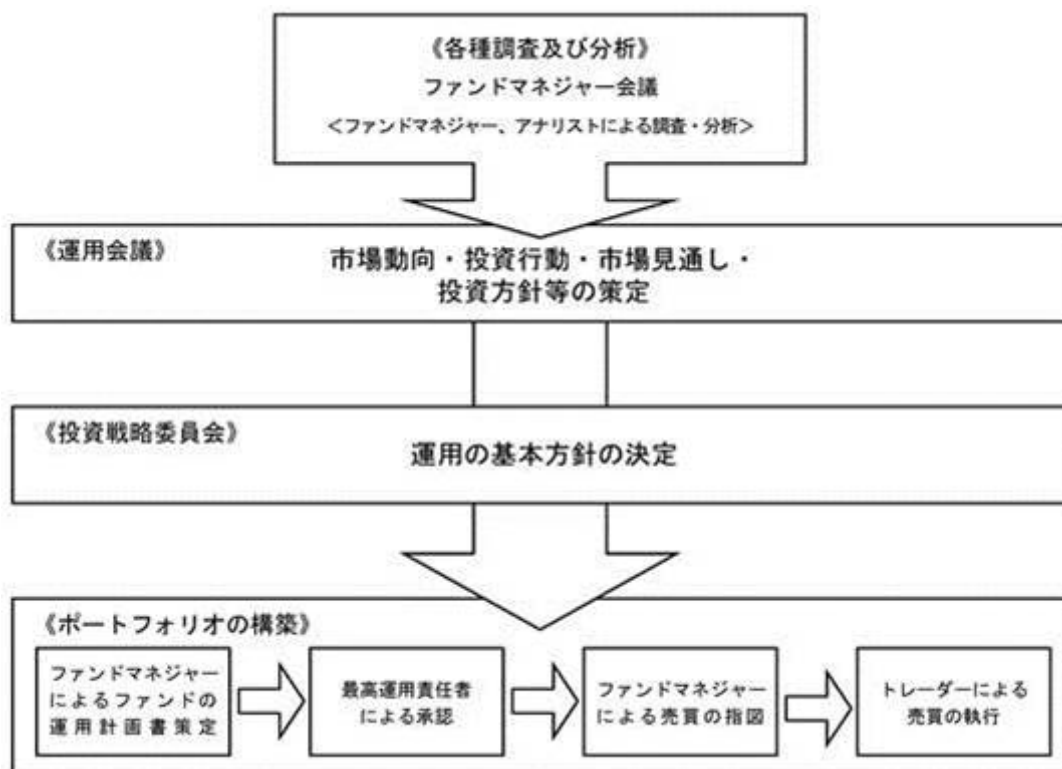 《各種調査及び分析》
ファンドマネジャー会議
<ファンドマネジャー、アナリストによる調査・分析>
《運用会議》
市場動向・投資行動・市場見通し・
投資方針等の策定
《投資戦略委員会》
運用の基本方針の決定
《ポートフォリオの構築》
ファンドマネジャー
によるファンドの
運用計画書策定
最高運用責任者
による承認
ファンドマネジャー
による売買の指図
トレーダーによる
売買の執行